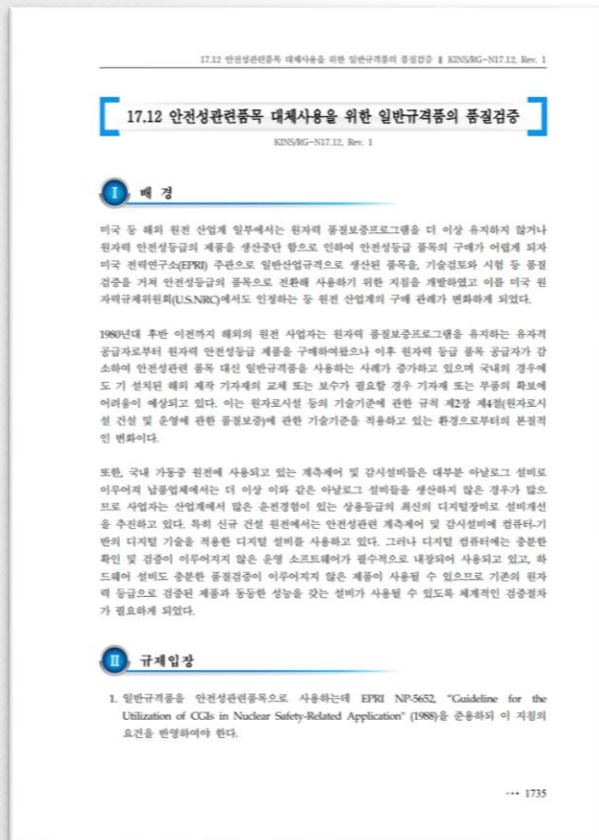 17.12 안전성관련품목 대체사용을 위한 일반규격품의 품질검증 ∥ KINS/RG-N17.12, Rev. 1
17.12 안전성관련품목 대체사용을 위한 일반규격품의 품질검증
KINS/RG-N17.12, Rev. 1
Ⅰ 배 경
미국 등 해외 원전 산업계 일부에서는 원자력 품질보증프로그램을 더 이상 유지하지 않거나
원자력 안전성등급의 제품을 생산중단 함으로 인하여 안전성등급 품목의 구매가 어렵게 되자
미국 전력연구소(EPRI) 주관으로 일반산업규격으로 생산된 품목을, 기술검토와 시험 등 품질
검증을 거쳐 안전성등급의 품목으로 전환해 사용하기 위한 지침을 개발하였고 이를 미국 원
자력규제위원회(U.S.NRC)에서도 인정하는 등 원전 산업계의 구매 관례가 변화하게 되었다.
1980년대 후반 이전까지 해외의 원전 사업자는 원자력 품질보증프로그램을 유지하는 유자격
공급자로부터 원자력 안전성등급 제품을 구매하여왔으나 이후 원자력 등급 품목 공급자가 감
소하여 안전성관련 품목 대신 일반규격품을 사용하는 사례가 증가하고 있으며 국내의 경우에
도 기 설치된 해외 제작 기자재의 교체 또는 보수가 필요할 경우 기자재 또는 부품의 확보에
어려움이 예상되고 있다. 이는 원자로시설 등의 기술기준에 관한 규칙 제2장 제4절(원자로시
설 건설 및 운영에 관한 품질보증)에 관한 기술기준을 적용하고 있는 환경으로부터의 본질적
인 변화이다.
또한, 국내 가동중 원전에 사용되고 있는 계측제어 및 감시설비들은 대부분 아날로그 설비로
이루어져 납품업체에서는 더 이상 이와 같은 아날로그 설비들을 생산하지 않은 경우가 많으
므로 사업자는 산업계에서 많은 운전경험이 있는 상용등급의 최신의 디지털장비로 설비개선
을 추진하고 있다. 특히 신규 건설 원전에서는 안전성관련 계측제어 및 감시설비에 컴퓨터-기
반의 디지털 기술을 적용한 디지털 설비를 사용하고 있다. 그러나 디지털 컴퓨터에는 충분한
확인 및 검증이 이루어지지 않은 운영 소프트웨어가 필수적으로 내장되어 사용되고 있고, 하
드웨어 설비도 충분한 품질검증이 이루어지지 않은 제품이 사용될 수 있으므로 기존의 원자
력 등급으로 검증된 제품과 동등한 성능을 갖는 설비가 사용될 수 있도록 체계적인 검증절차
가 필요하게 되었다.
Ⅱ 규제입장
1. 일반규격품을 안전성관련품목으로 사용하는데 EPRI NP-5652, "Guideline for the
Utilization of CGIs in Nuclear Safety-Related Application" (1988)을 준용하되 이 지침의
요건을 반영하여야 한다.
••• 1735